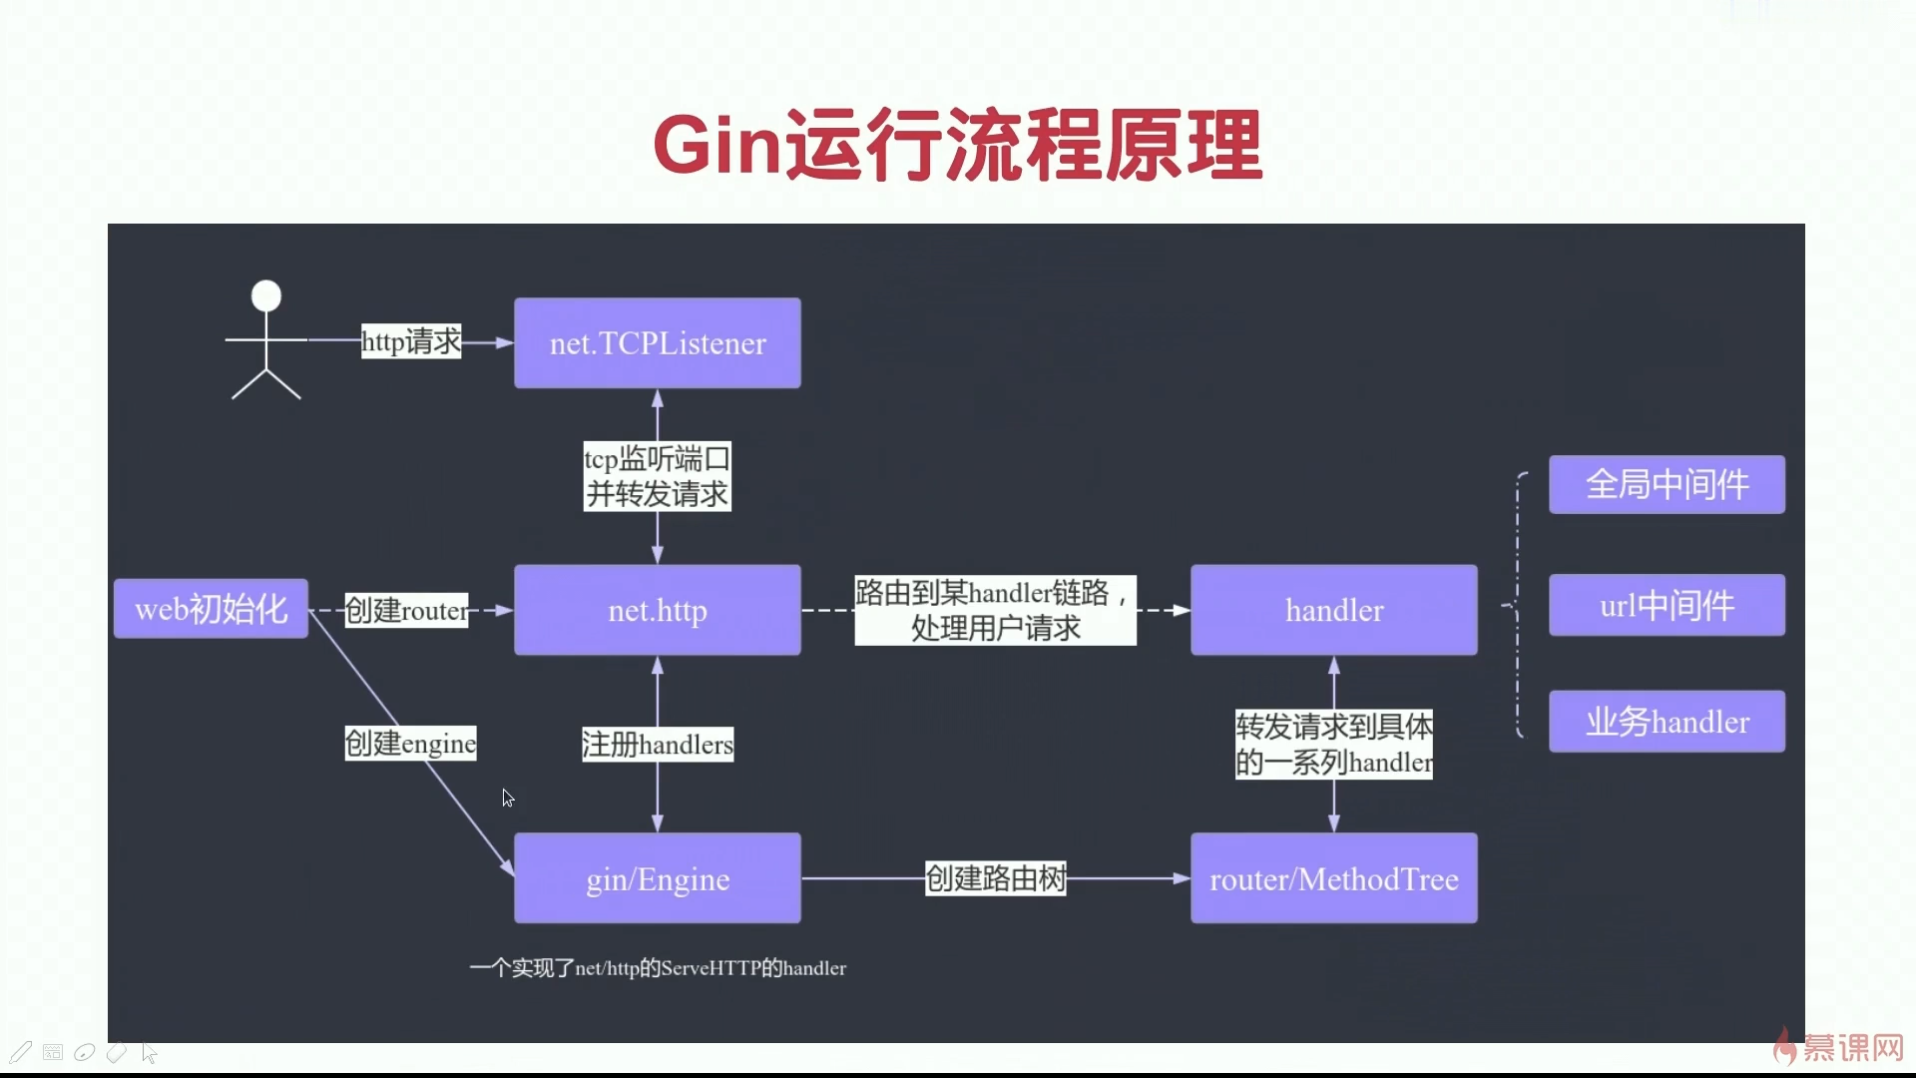 Gin运行流程原理
http请求
net.TCPListener
tcp监听端口
并转发请求
全局中间件
web初始化
创建router
net.http
路由到某handler链路，
处理用户请求
handler
url中间件
创建engine
注册handlers
转发请求到具体
的一系列handler
业务handler
gin/Engine
创建路由树
router/MethodTree
一个实现了net/http的ServeHTTP的handler
慕课网